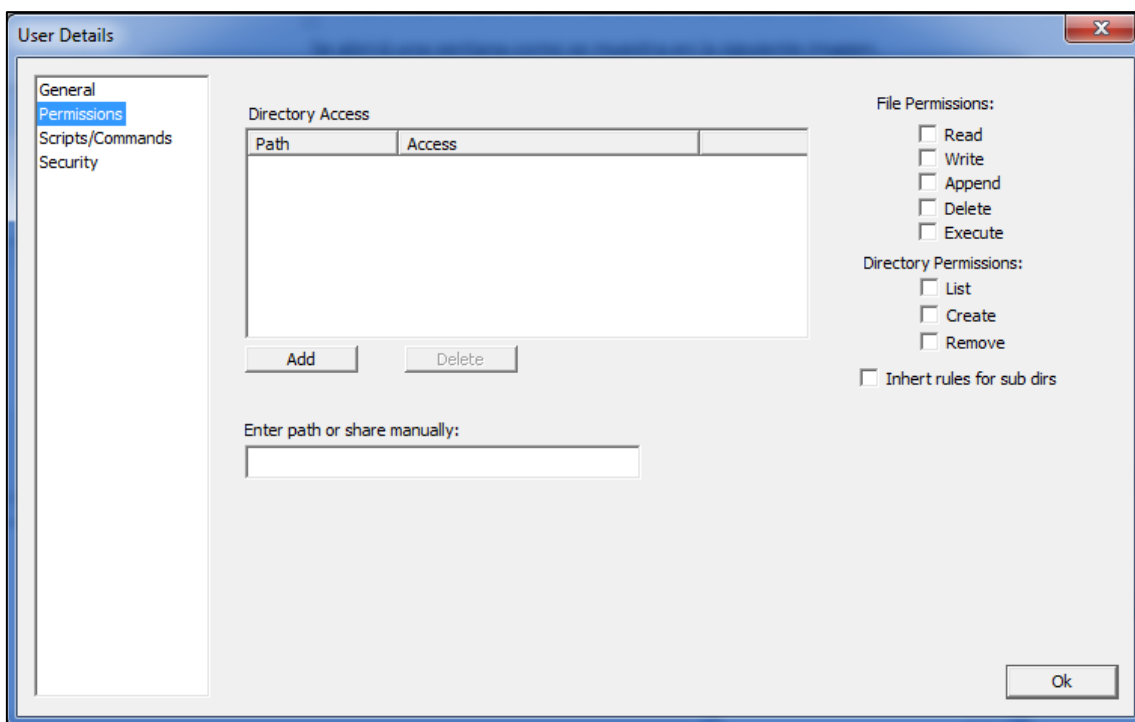 User Details
X
General
Permissions
Scripts/Commands
Security
Directory Access
Path Access
Add Delete
Enter path or share manually:
File Permissions:
Read
Write
Append
Delete
Execute
Directory Permissions:
List
Create
Remove
Inhert rules for sub dirs
Ok